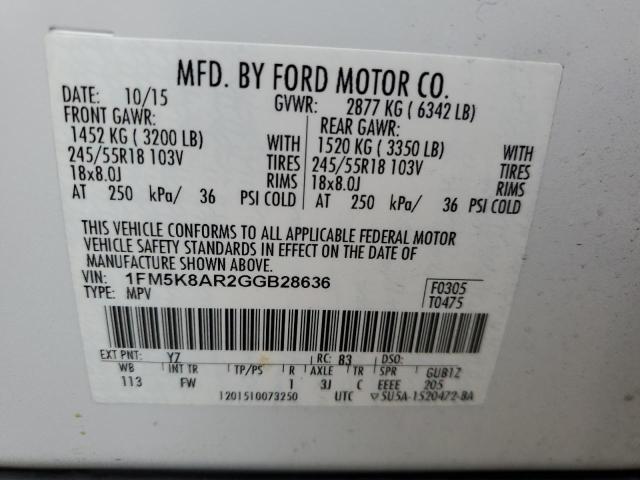 MFD. BY FORD MOTOR CO.
DATE: 10/15 GVWR: 2877 KG ( 6342 LB)
FRONT GAWR: REAR GAWR:
1452 KG ( 3200 LB) WITH 1520 KG ( 3350 LB) WITH
245/55R18 103V TIRES 245/55R18 103V TIRES
18x8.0J RIMS 18x8.0J RIMS
AT 250 kPa/ 36 PSI COLD AT 250 kPa/ 36 PSI COLD
THIS VEHICLE CONFORMS TO ALL APPLICABLE FEDERAL MOTOR
VEHICLE SAFETY STANDARDS IN EFFECT ON THE DATE OF
MANUFACTURE SHOWN ABOVE.
VIN: 1FM5K8AR2GGB28636 F0305
TYPE: MPV T0475
EXT PNT: YZ RC: B3 DSO:
WB INT TR TP/PS R AXLE TR SPR GUB1Z
113 FW 1 3J C EEEE 205
1201510073250 UTC ▽SU5A-1520472-BA